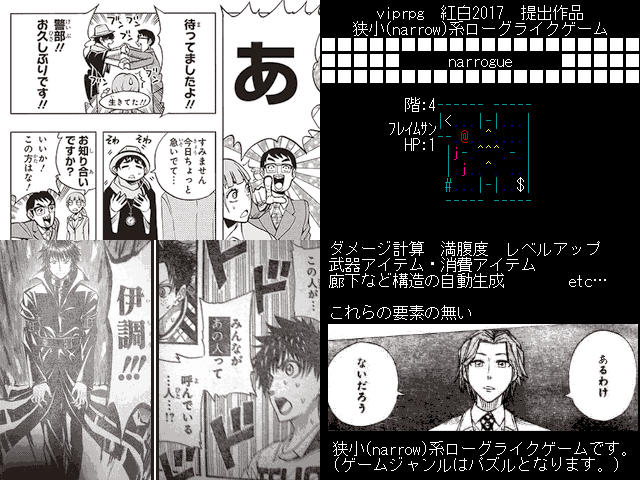 待ってましたよ!!
警部!!
お久しぶりです!!
生きてた!!
あ
すみません
今日ちょっと
急いでて…
そわ
そわ
お知り合い
ですか?
いいか!
この方はな!
伊調!!!
この人が…
みんなが
あの人って
呼んでいる
…人…!?
ドドドド
viprpg 紅白2017 提出作品
狭小(narrow)系ローグライクゲーム
narrogue
階:4
フレイムサン
HP:1
ダメージ計算 満腹度 レベルアップ
武器アイテム・消費アイテム
廊下など構造の自動生成 etc…
これらの要素の無い
あるわけ
ないだろう
狭小(narrow)系ローグライクゲームです。
(ゲームジャンルはパズルとなります。)